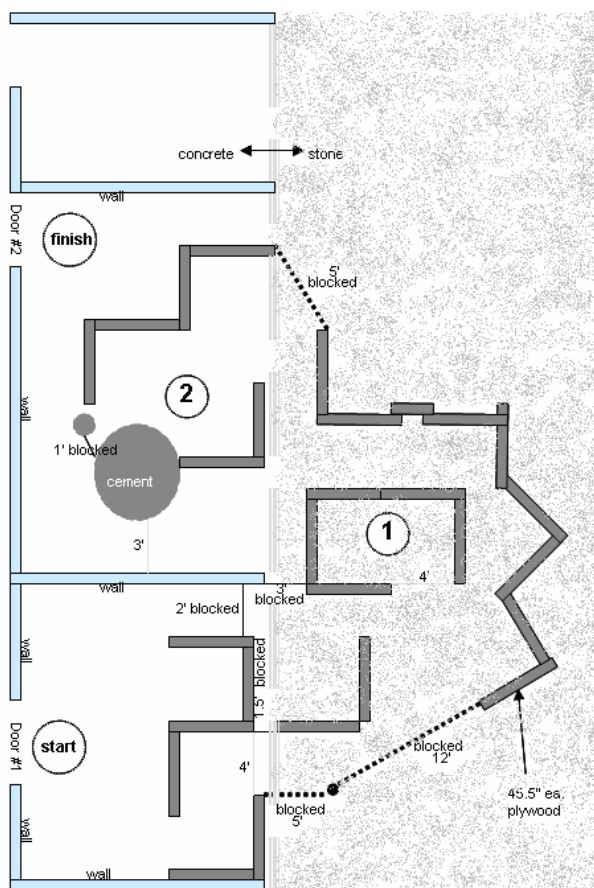 concrete
stone
wall
Door #2
finish
5'
blocked
wall
2
1' blocked
cement
3'
1
wall
3'
blocked
4'
2' blocked
wall
blocked
1.5'
Door #1
start
4'
blocked
12'
blocked
5'
45.5" ea.
plywood
wall
wall